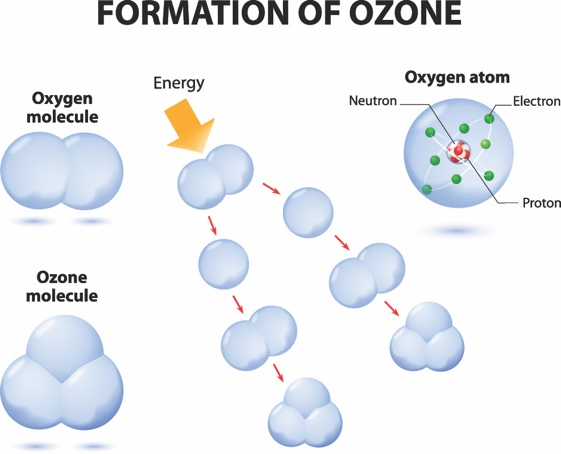 FORMATION OF OZONE
Energy
Oxygen
molecule
Oxygen atom
Neutron
Electron
Proton
Ozone
molecule